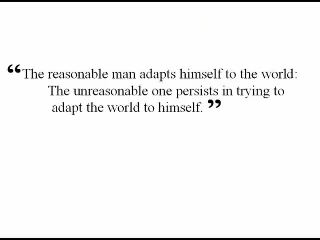 “The reasonable man adapts himself to the world:
The unreasonable one persists in trying to
adapt the world to himself. ”